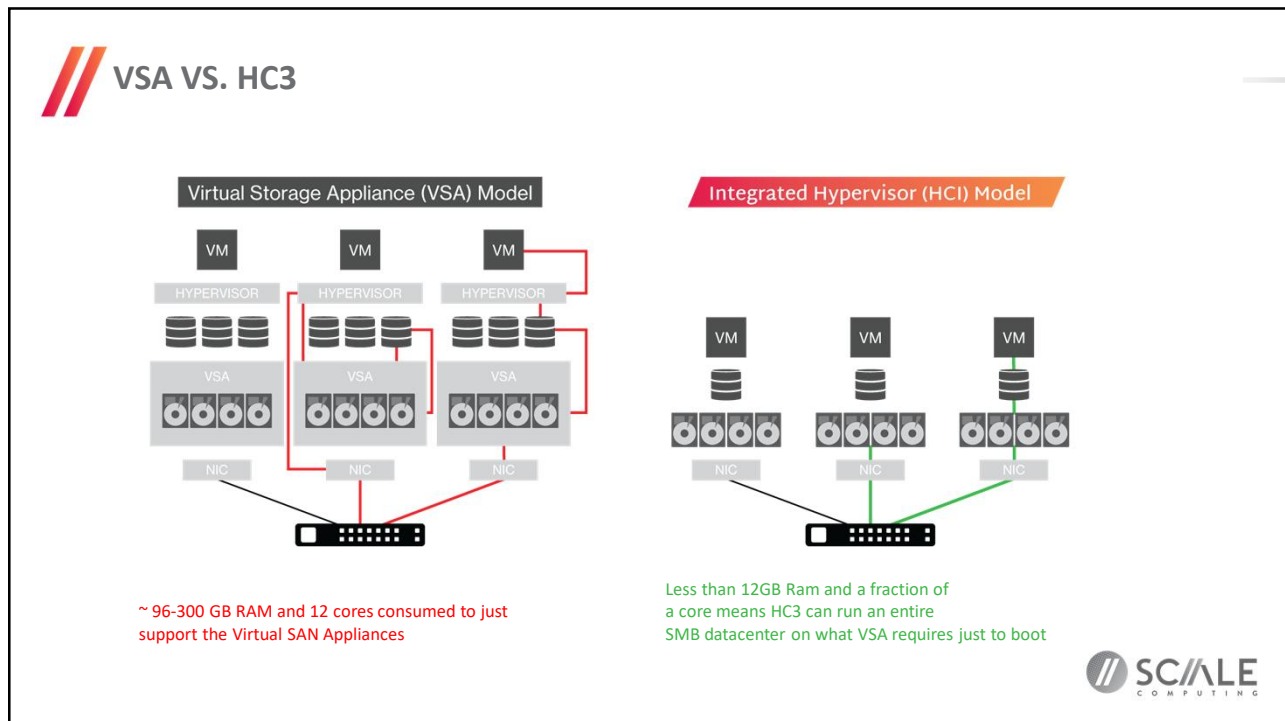 VSA VS. HC3
Virtual Storage Appliance (VSA) Model
VM
VM
VM
HYPERVISOR
HYPERVISOR
HYPERVISOR
VSA
VSA
VSA
NIC
NIC
NIC
~ 96-300 GB RAM and 12 cores consumed to just
support the Virtual SAN Appliances
Integrated Hypervisor (HCI) Model
VM
VM
VM
NIC
NIC
NIC
Less than 12GB Ram and a fraction of
a core means HC3 can run an entire
SMB datacenter on what VSA requires just to boot
SCALE
COMPUTING